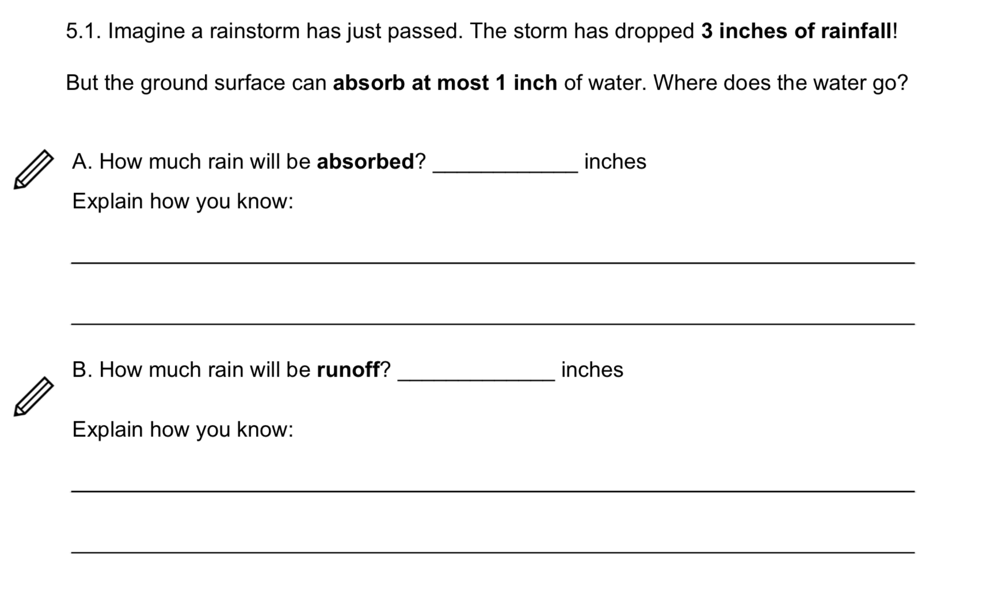 5.1. Imagine a rainstorm has just passed. The storm has dropped 3 inches of rainfall!
But the ground surface can absorb at most 1 inch of water. Where does the water go?
A. How much rain will be absorbed? ____________ inches
Explain how you know:
B. How much rain will be runoff? _____________ inches
Explain how you know: